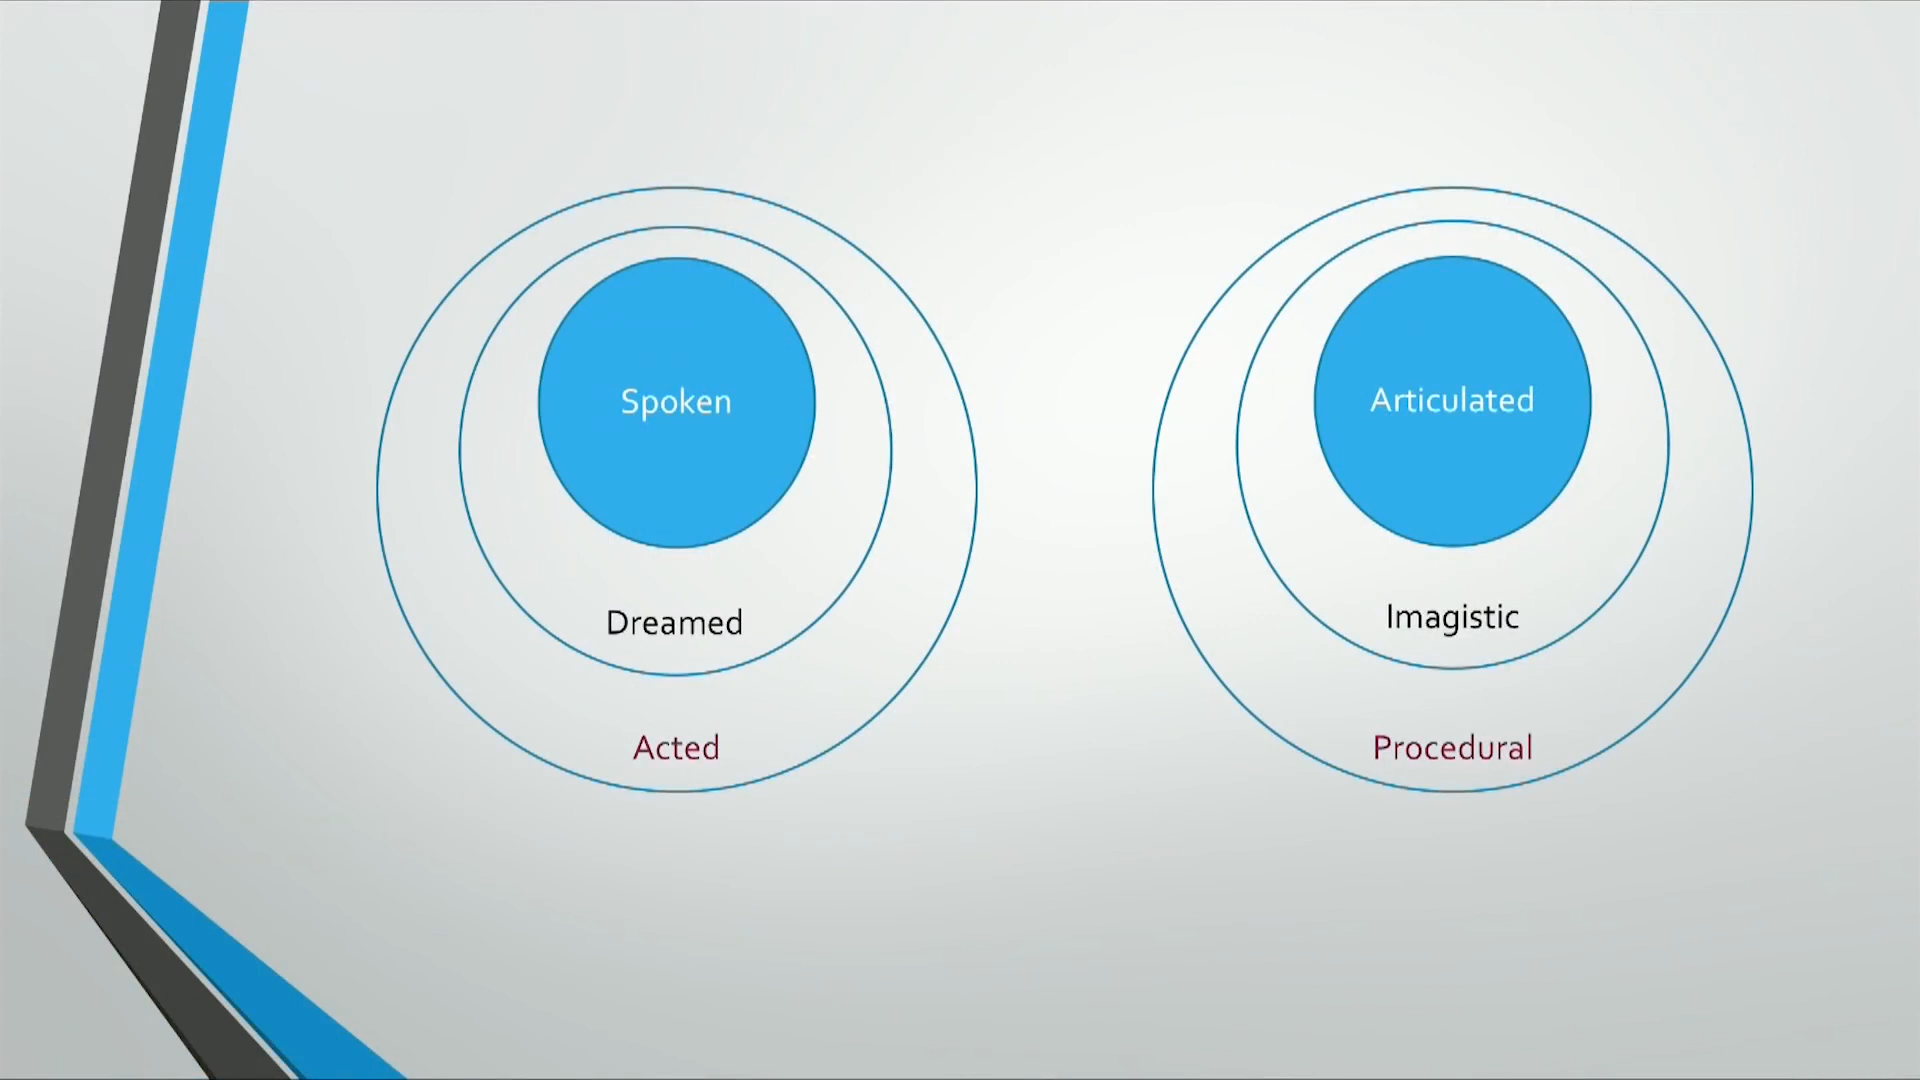 Spoken
Dreamed
Acted
Articulated
Imagistic
Procedural